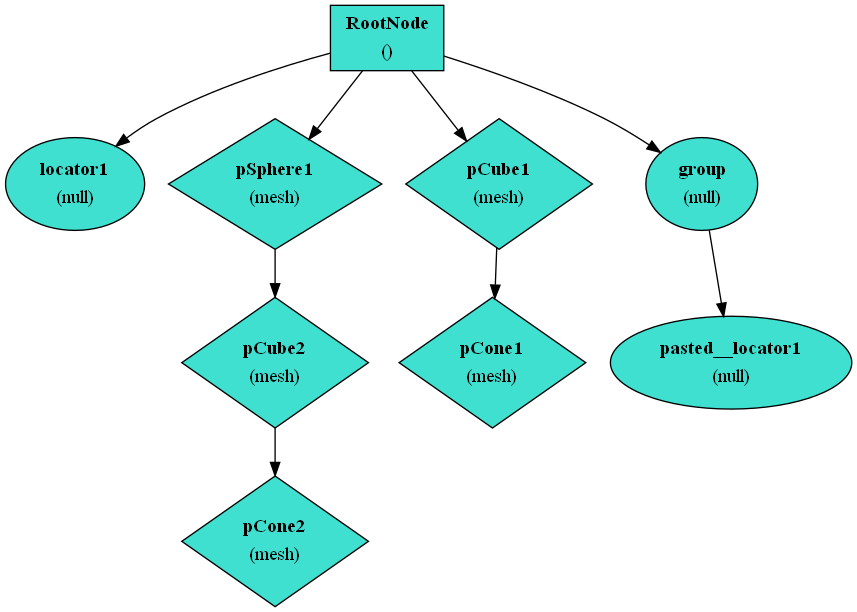 RootNode
()
locator1
(null)
pSphere1
(mesh)
pCube1
(mesh)
group
(null)
pCube2
(mesh)
pCone1
(mesh)
pasted__locator1
(null)
pCone2
(mesh)